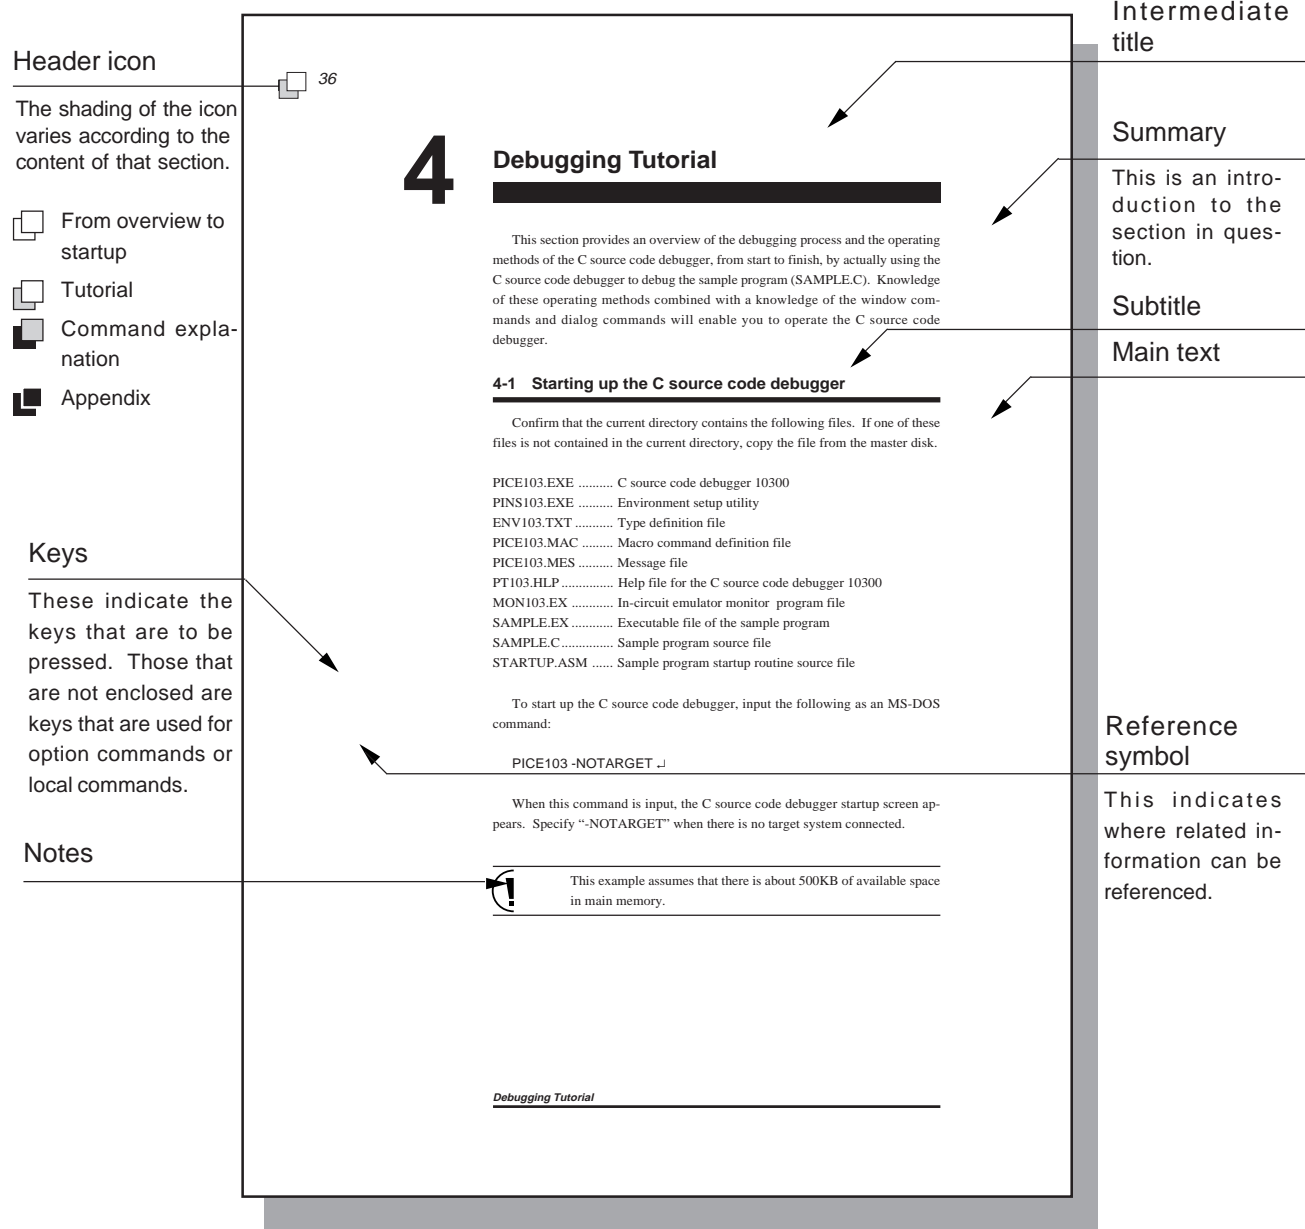 Header icon
The shading of the icon
varies according to the
content of that section.
From overview to
startup
Tutorial
Command expla-
nation
Appendix
Keys
These indicate the
keys that are to be
pressed. Those that
are not enclosed are
keys that are used for
option commands or
local commands.
Notes
36
4
Debugging Tutorial
This section provides an overview of the debugging process and the operating
methods of the C source code debugger, from start to finish, by actually using the
C source code debugger to debug the sample program (SAMPLE.C). Knowledge
of these operating methods combined with a knowledge of the window com-
mands and dialog commands will enable you to operate the C source code
debugger.
4-1 Starting up the C source code debugger
Confirm that the current directory contains the following files. If one of these
files is not contained in the current directory, copy the file from the master disk.
PICE103.EXE .......... C source code debugger 10300
PINS103.EXE .......... Environment setup utility
ENV103.TXT ........... Type definition file
PICE103.MAC ......... Macro command definition file
PICE103.MES .......... Message file
PT103.HLP ............... Help file for the C source code debugger 10300
MON103.EX ............ In-circuit emulator monitor program file
SAMPLE.EX ............ Executable file of the sample program
SAMPLE.C ............... Sample program source file
STARTUP.ASM ...... Sample program startup routine source file
To start up the C source code debugger, input the following as an MS-DOS
command:
PICE103 -NOTARGET ↵
When this command is input, the C source code debugger startup screen ap-
pears. Specify “-NOTARGET” when there is no target system connected.
!
This example assumes that there is about 500KB of available space
in main memory.
Debugging Tutorial
Intermediate
title
Summary
This is an intro-
duction to the
section in ques-
tion.
Subtitle
Main text
Reference
symbol
This indicates
where related in-
formation can be
referenced.